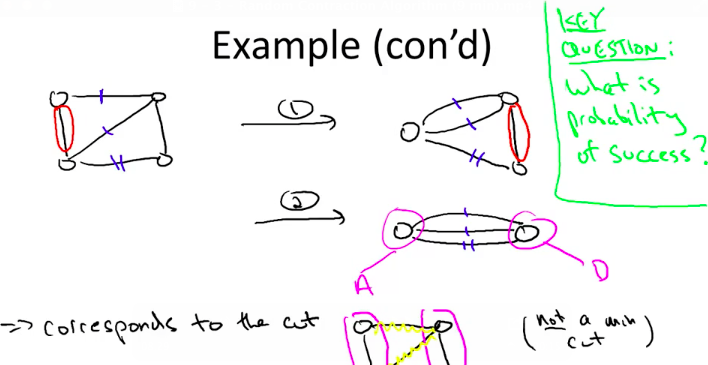 Example (con'd)
KEY
QUESTION:
What is
probability
of success?
①
②
A
D
=> corresponds to the cut
(not a min
cut)